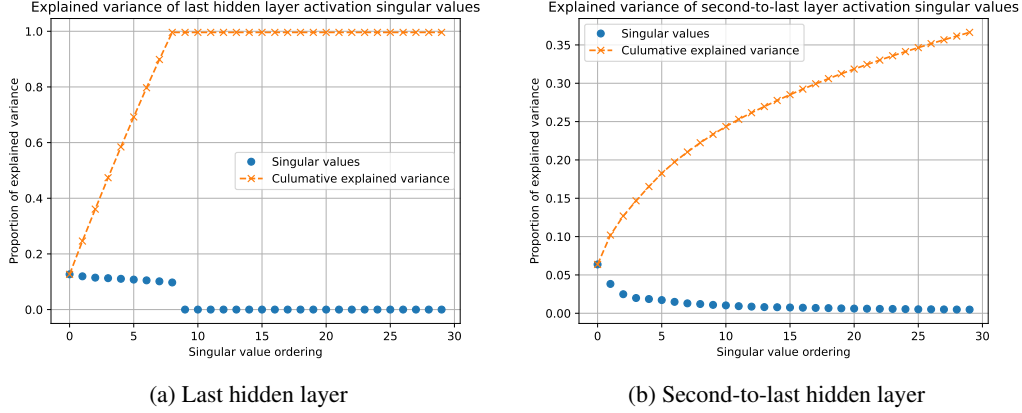 Explained variance of last hidden layer activation singular values
1.0
0.8
0.6
0.4
0.2
0.0
Proportion of explained variance
Singular values
Culumative explained variance
0 5 10 15 20 25 30
Singular value ordering
(a) Last hidden layer
Explained variance of second-to-last layer activation singular values
0.35
0.30
0.25
0.20
0.15
0.10
0.05
0.00
Proportion of explained variance
Singular values
Culumative explained variance
0 5 10 15 20 25 30
Singular value ordering
(b) Second-to-last hidden layer